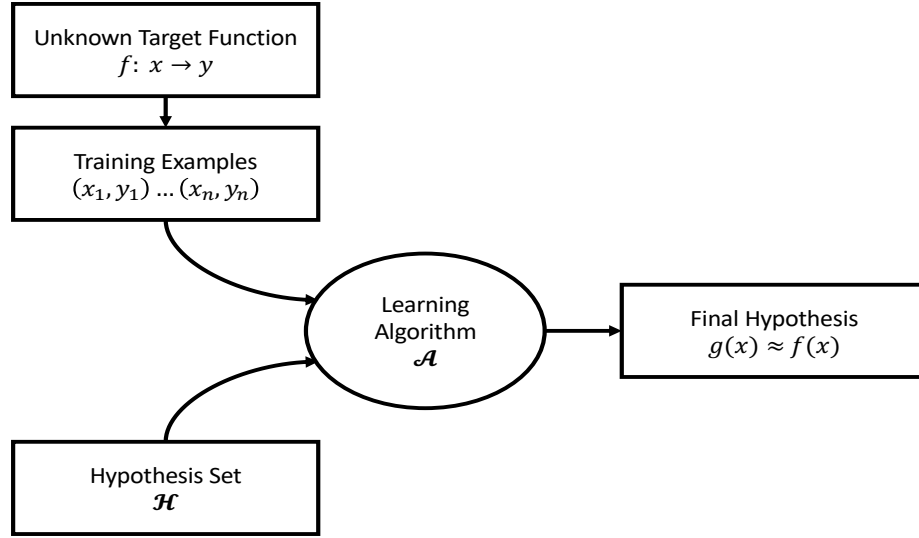 Unknown Target Function
𝑓: 𝑥 → 𝑦
Training Examples
(𝑥₁, 𝑦₁) … (𝑥ₙ, 𝑦ₙ)
Learning
Algorithm
𝓐
Final Hypothesis
𝑔(𝑥) ≈ 𝑓(𝑥)
Hypothesis Set
𝓗